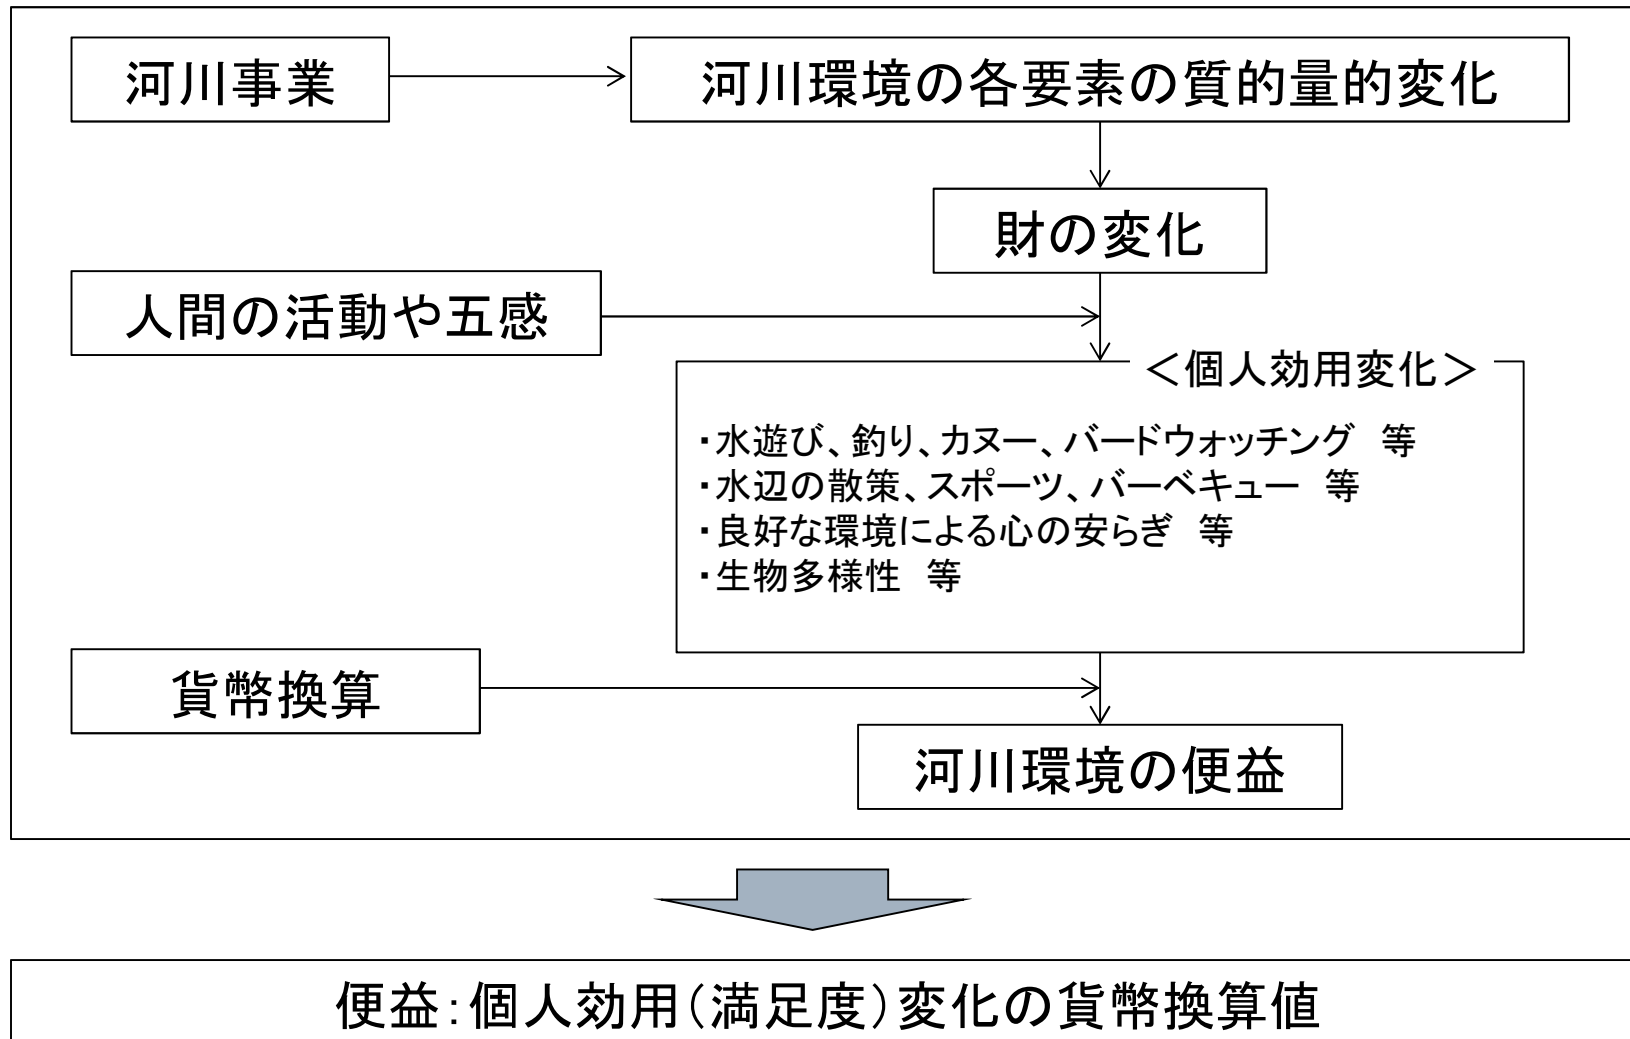 河川事業
河川環境の各要素の質的量的変化
財の変化
人間の活動や五感
＜個人効用変化＞
・水遊び、釣り、カヌー、バードウォッチング　等
・水辺の散策、スポーツ、バーベキュー　等
・良好な環境による心の安らぎ　等
・生物多様性　等
貨幣換算
河川環境の便益
便益：個人効用（満足度）変化の貨幣換算値